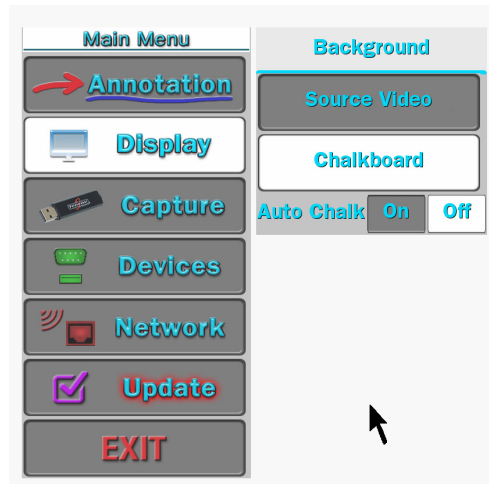 Main Menu
Annotation
Display
Capture
Devices
Network
Update
EXIT
Background
Source Video
Chalkboard
Auto Chalk On Off